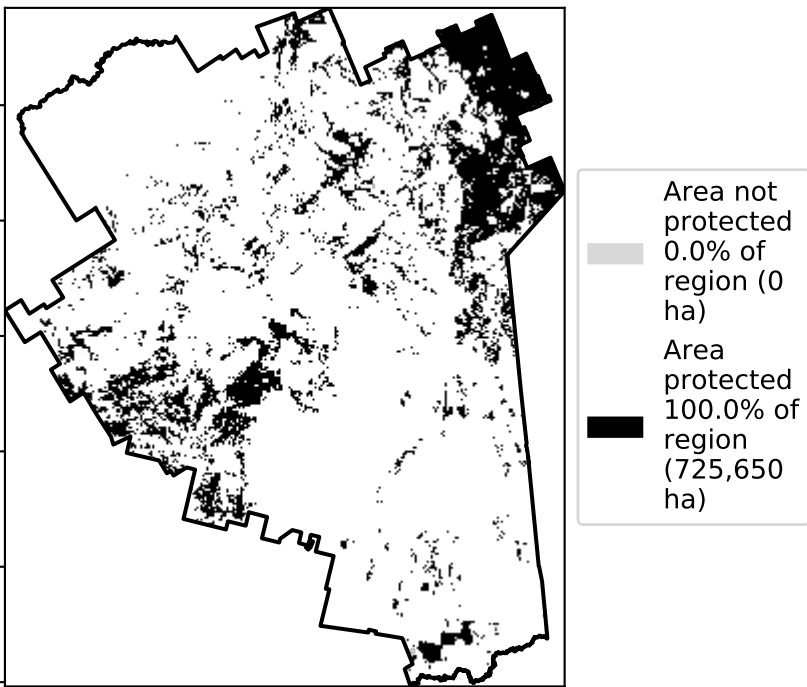 Area not
protected
0.0% of
region (0
ha)
Area
protected
100.0% of
region
(725,650
ha)